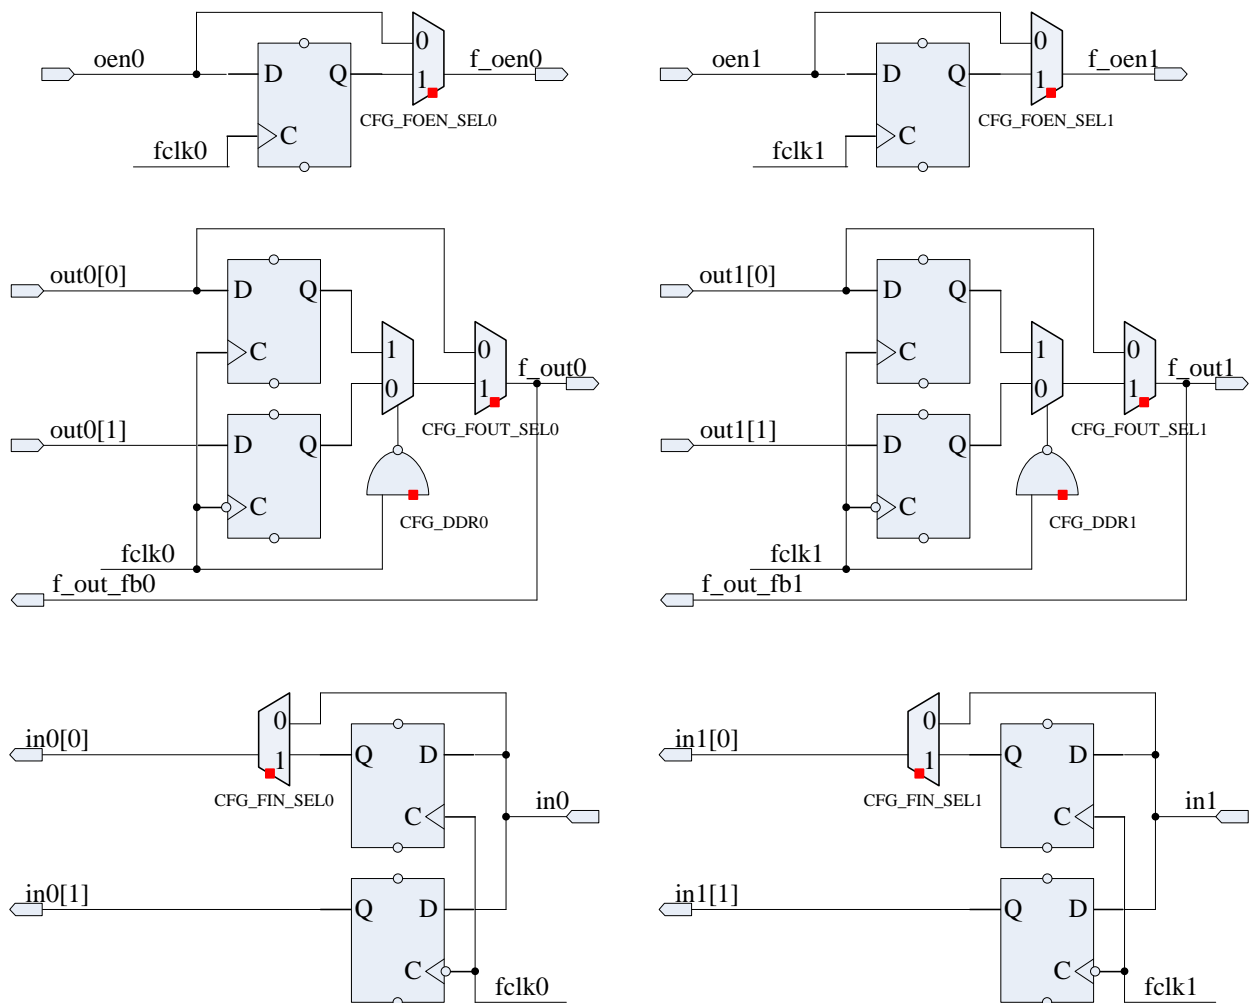 oen0
D
Q
C
0
1
f_oen0
CFG_FOEN_SEL0
fclk0
oen1
D
Q
C
0
1
f_oen1
CFG_FOEN_SEL1
fclk1
out0[0]
D
Q
C
1
0
0
1
f_out0
CFG_FOUT_SEL0
out0[1]
D
Q
C
CFG_DDR0
fclk0
f_out_fb0
out1[0]
D
Q
C
1
0
0
1
f_out1
CFG_FOUT_SEL1
out1[1]
D
Q
C
CFG_DDR1
fclk1
f_out_fb1
in0[0]
0
1
CFG_FIN_SEL0
Q
D
C
in0
in0[1]
Q
D
C
fclk0
in1[0]
0
1
CFG_FIN_SEL1
Q
D
C
in1
in1[1]
Q
D
C
fclk1